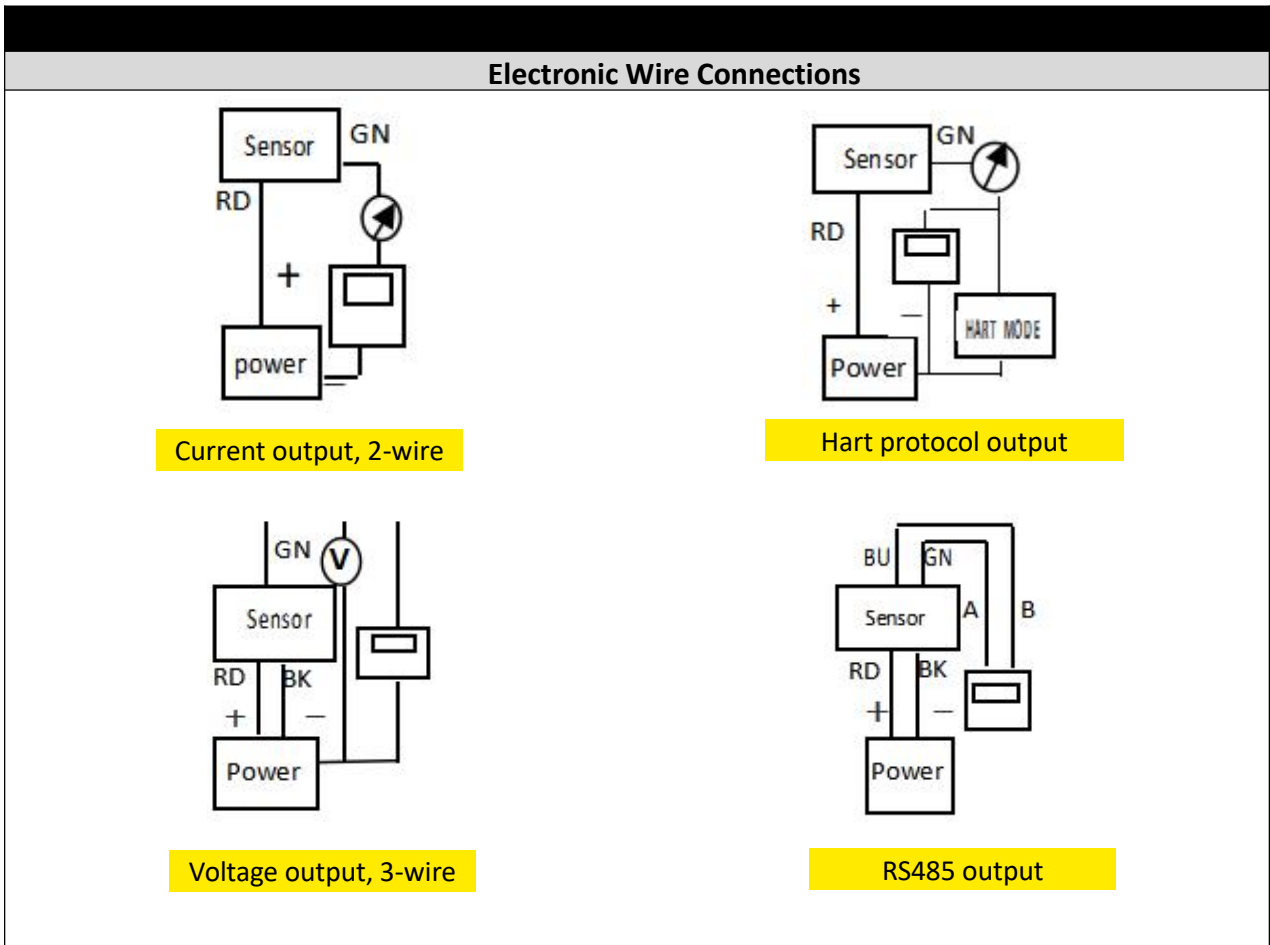 Electronic Wire Connections
Sensor
GN
RD
+
power
−
Current output, 2-wire
Sensor
GN
RD
+
−
HART MODE
Power
Hart protocol output
GN
V
Sensor
RD
BK
+
−
Power
Voltage output, 3-wire
BU
GN
Sensor
A
B
RD
BK
+
−
Power
RS485 output